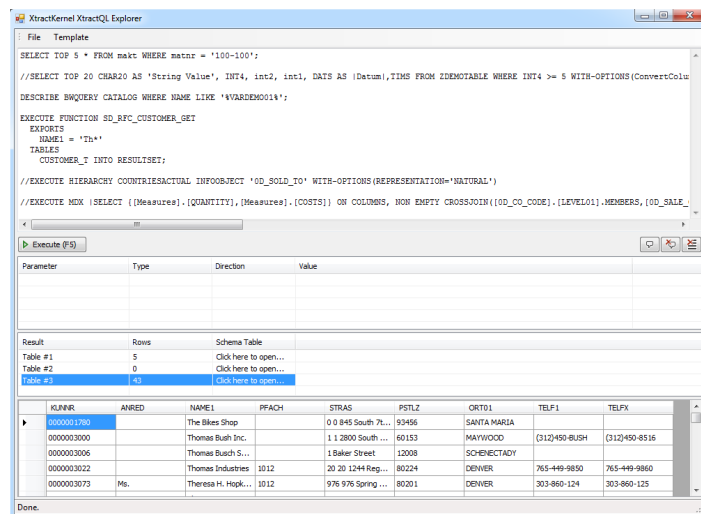 XtractKernel XtractQL Explorer
File Template
SELECT TOP 5 * FROM makt WHERE matnr = '100-100';
//SELECT TOP 20 CHAR20 AS 'String Value', INT4, int2, int1, DATS AS |Datum|,TIMS FROM ZDEMOTABLE WHERE INT4 >= 5 WITH-OPTIONS(ConvertColu
DESCRIBE BWQUERY CATALOG WHERE NAME LIKE '%VARDEMO01%';
EXECUTE FUNCTION SD_RFC_CUSTOMER_GET
EXPORTS
NAME1 = 'Th*'
TABLES
CUSTOMER_T INTO RESULTSET;
//EXECUTE HIERARCHY COUNTRIESACTUAL INFOOBJECT '0D_SOLD_TO' WITH-OPTIONS(REPRESENTATION='NATURAL')
//EXECUTE MDX |SELECT {[Measures].[QUANTITY],[Measures].[COSTS]} ON COLUMNS, NON EMPTY CROSSJOIN([0D_CO_CODE].[LEVEL01].MEMBERS,[0D_SALE_
Execute (F5)
Parameter Type Direction Value
Result Rows Schema Table
Table #1 5 Click here to open...
Table #2 0 Click here to open...
Table #3 43 Click here to open...
KUNNR ANRED NAME1 PFACH STRAS PSTLZ ORT01 TELF1 TELFX
0000001780 The Bikes Shop 0 0 845 South 7t... 93456 SANTA MARIA
0000003000 Thomas Bush Inc. 1 1 2800 South ... 60153 MAYWOOD (312)450-BUSH (312)450-8516
0000003006 Thomas Busch S... 1 Baker Street 12008 SCHENECTADY
0000003022 Thomas Industries 1012 20 20 1244 Reg... 80224 DENVER 765-449-9850 765-449-9860
0000003073 Ms. Theresa H. Hopk... 1012 976 976 Spring ... 80201 DENVER 303-860-124 303-860-125
Done.